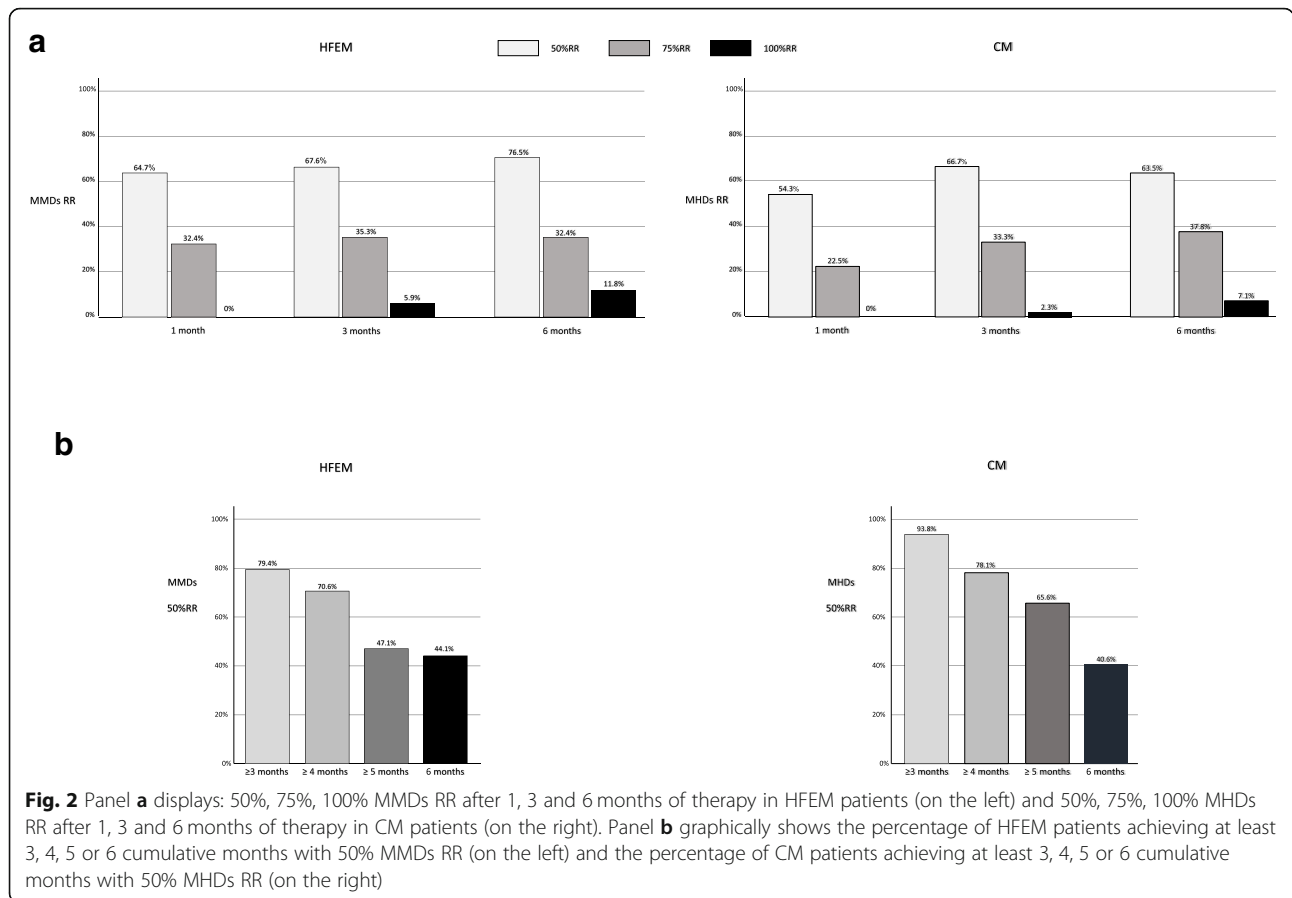 a
HFEM
50%RR
75%RR
100%RR
CM
100%
80%
60%
40%
20%
0%
MMDs RR
64.7%
32.4%
0%
67.6%
35.3%
5.9%
76.5%
32.4%
11.8%
1 month
3 months
6 months
100%
80%
60%
40%
20%
0%
MHDs RR
54.3%
22.5%
0%
66.7%
33.3%
2.3%
63.5%
37.8%
7.1%
1 month
3 months
6 months
b
HFEM
100%
80%
60%
40%
20%
0%
MMDs
50%RR
79.4%
70.6%
47.1%
44.1%
≥3 months
≥ 4 months
≥ 5 months
6 months
CM
100%
80%
60%
40%
20%
0%
MHDs
50%RR
93.8%
78.1%
65.6%
40.6%
≥3 months
≥ 4 months
≥ 5 months
6 months
Fig. 2 Panel a displays: 50%, 75%, 100% MMDs RR after 1, 3 and 6 months of therapy in HFEM patients (on the left) and 50%, 75%, 100% MHDs
RR after 1, 3 and 6 months of therapy in CM patients (on the right). Panel b graphically shows the percentage of HFEM patients achieving at least
3, 4, 5 or 6 cumulative months with 50% MMDs RR (on the left) and the percentage of CM patients achieving at least 3, 4, 5 or 6 cumulative
months with 50% MHDs RR (on the right)